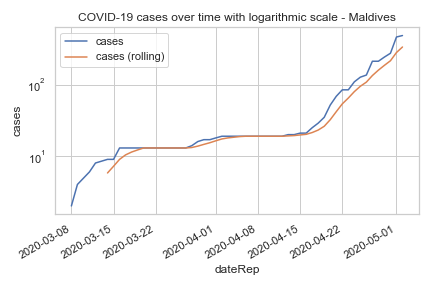 COVID-19 cases over time with logarithmic scale - Maldives
cases
cases (rolling)
cases
10²
10¹
2020-03-08
2020-03-15
2020-03-22
2020-04-01
2020-04-08
2020-04-15
2020-04-22
2020-05-01
dateRep